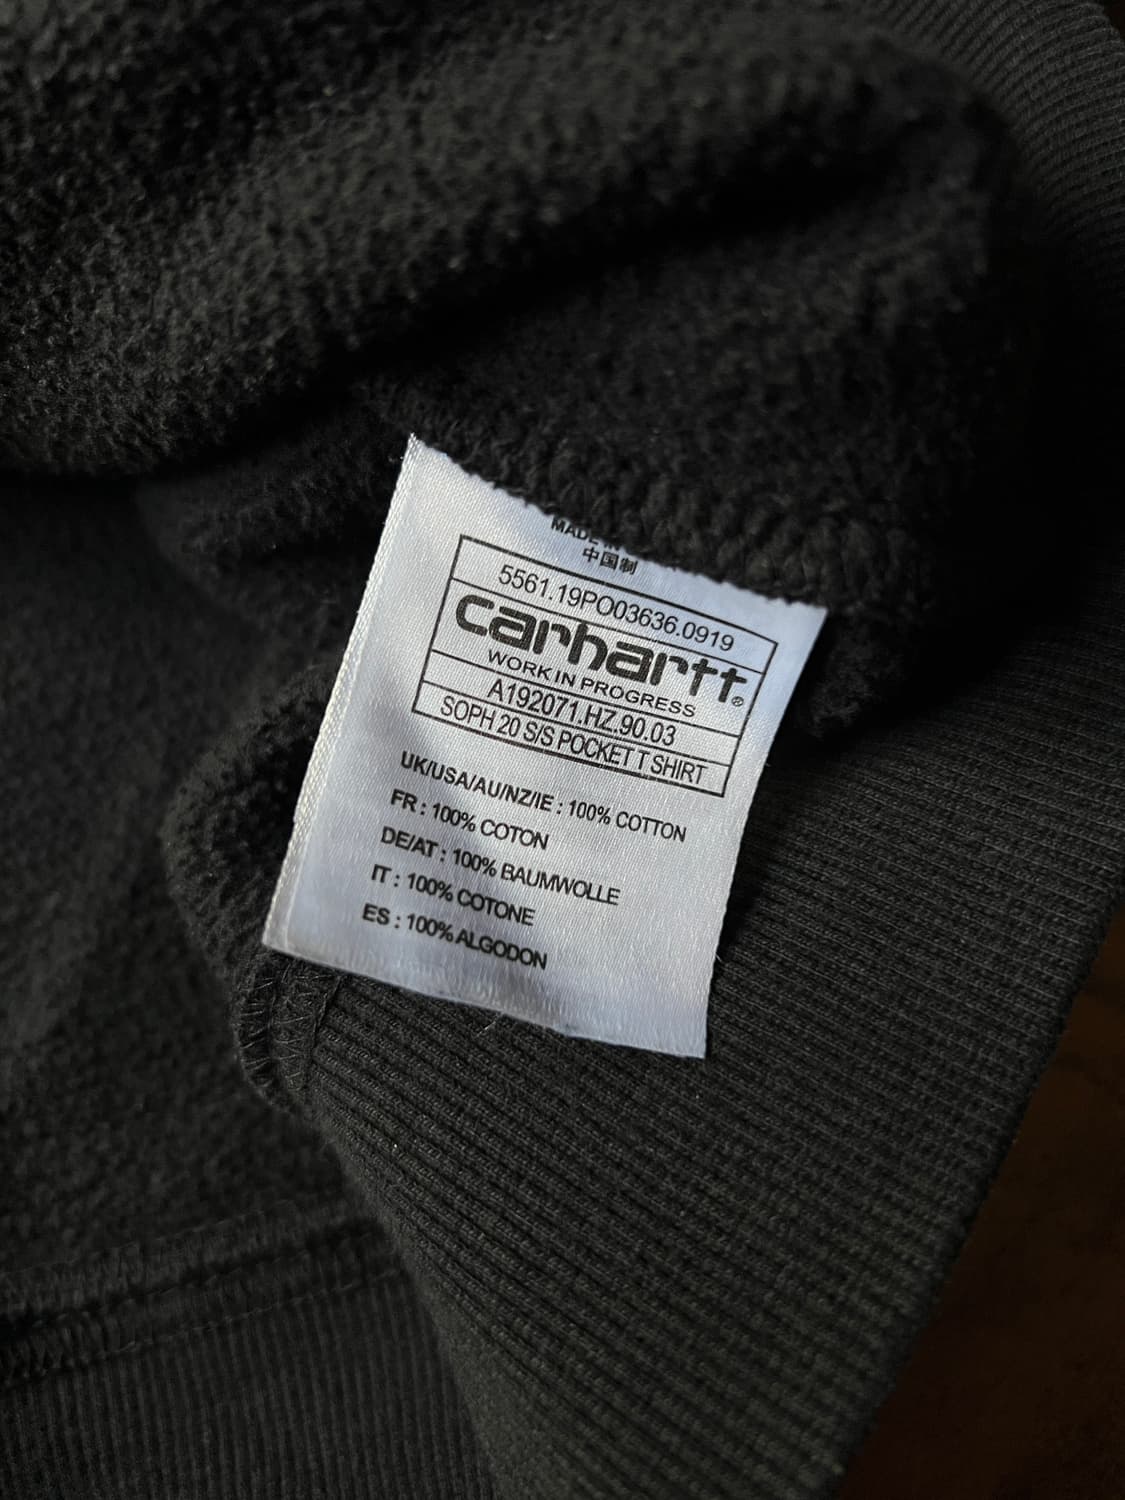 MADE IN
中国制
5561.19PO03636.0919
carhartt®
WORK IN PROGRESS
A192071.HZ.90.03
SOPH 20 S/S POCKET T SHIRT
UK/USA/AU/NZ/IE : 100% COTTON
FR : 100% COTON
DE/AT : 100% BAUMWOLLE
IT : 100% COTONE
ES : 100% ALGODON